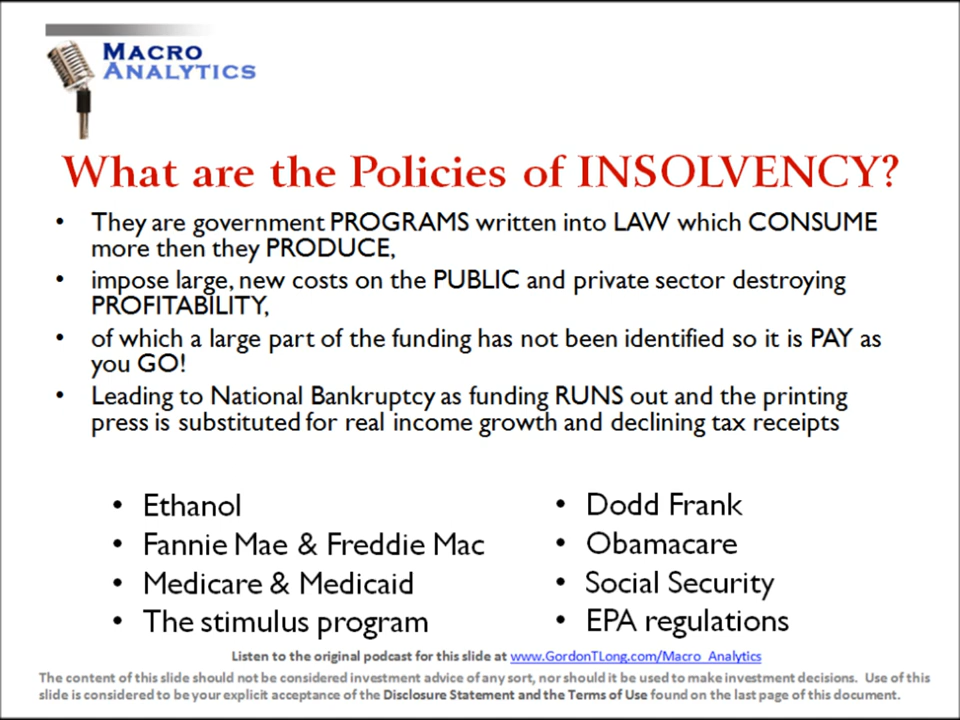 MACRO
ANALYTICS
What are the Policies of INSOLVENCY?
• They are government PROGRAMS written into LAW which CONSUME
more then they PRODUCE,
• impose large, new costs on the PUBLIC and private sector destroying
PROFITABILITY,
• of which a large part of the funding has not been identified so it is PAY as
you GO!
• Leading to National Bankruptcy as funding RUNS out and the printing
press is substituted for real income growth and declining tax receipts
• Ethanol
• Fannie Mae & Freddie Mac
• Medicare & Medicaid
• The stimulus program
• Dodd Frank
• Obamacare
• Social Security
• EPA regulations
Listen to the original podcast for this slide at www.GordonTLong.com/Macro_Analytics
The content of this slide should not be considered investment advice of any sort, nor should it be used to make investment decisions. Use of this
slide is considered to be your explicit acceptance of the Disclosure Statement and the Terms of Use found on the last page of this document.